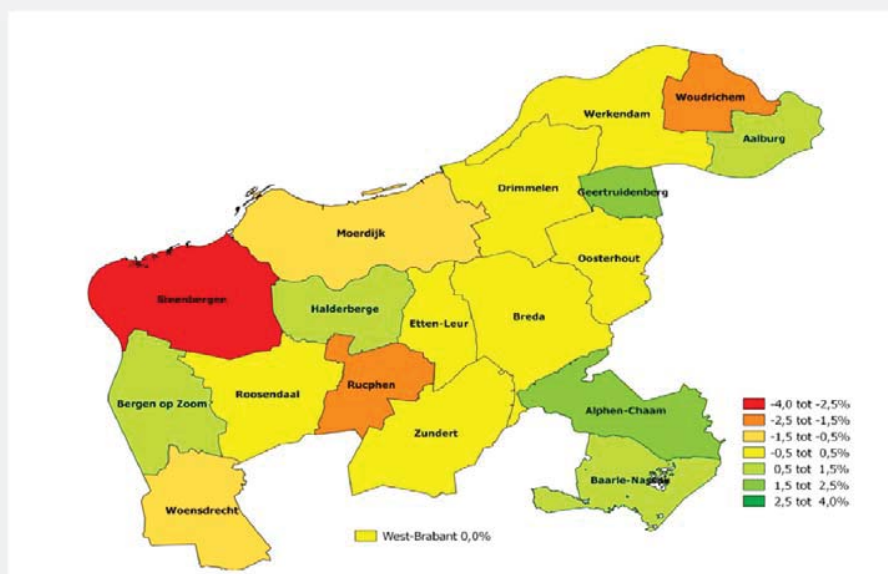 Woudrichem
Werkendam
Aalburg
Drimmelen
Geertruidenberg
Moerdijk
Oosterhout
Steenbergen
Halderberge
Etten-Leur
Breda
Rucphen
Roosendaal
Bergen op Zoom
Alphen-Chaam
Zundert
Baarle-Nassau
Woensdrecht
-4,0 tot -2,5%
-2,5 tot -1,5%
-1,5 tot -0,5%
-0,5 tot 0,5%
0,5 tot 1,5%
1,5 tot 2,5%
2,5 tot 4,0%
West-Brabant 0,0%